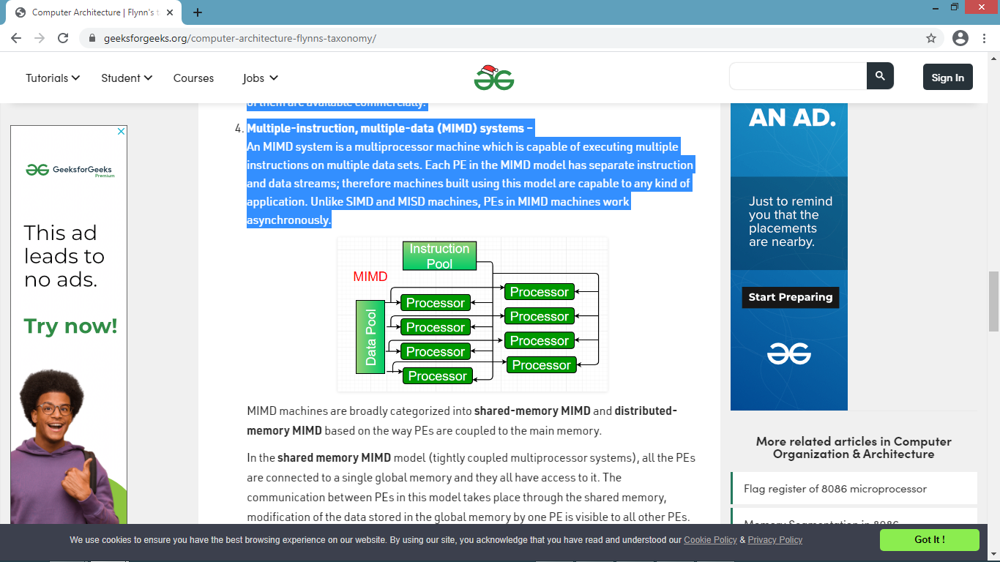 Computer Architecture | Flynn's t
geeksforgeeks.org/computer-architecture-flynns-taxonomy/
Tutorials
Student
Courses
Jobs
Sign In
of them are available commercially.
4. Multiple-instruction, multiple-data (MIMD) systems –
An MIMD system is a multiprocessor machine which is capable of executing multiple
instructions on multiple data sets. Each PE in the MIMD model has separate instruction
and data streams; therefore machines built using this model are capable to any kind of
application. Unlike SIMD and MISD machines, PEs in MIMD machines work
asynchronously.
Instruction
Pool
MIMD
Data Pool
Processor
Processor
Processor
Processor
Processor
Processor
Processor
Processor
MIMD machines are broadly categorized into shared-memory MIMD and distributed-
memory MIMD based on the way PEs are coupled to the main memory.
In the shared memory MIMD model (tightly coupled multiprocessor systems), all the PEs
are connected to a single global memory and they all have access to it. The
communication between PEs in this model takes place through the shared memory,
modification of the data stored in the global memory by one PE is visible to all other PEs.
GeeksforGeeks
Premium
This ad
leads to
no ads.
Try now!
AN AD.
Just to remind
you that the
placements
are nearby.
Start Preparing
More related articles in Computer
Organization & Architecture
Flag register of 8086 microprocessor
Memory Segmentation in 8086
We use cookies to ensure you have the best browsing experience on our website. By using our site, you acknowledge that you have read and understood our Cookie Policy & Privacy Policy
Got It !